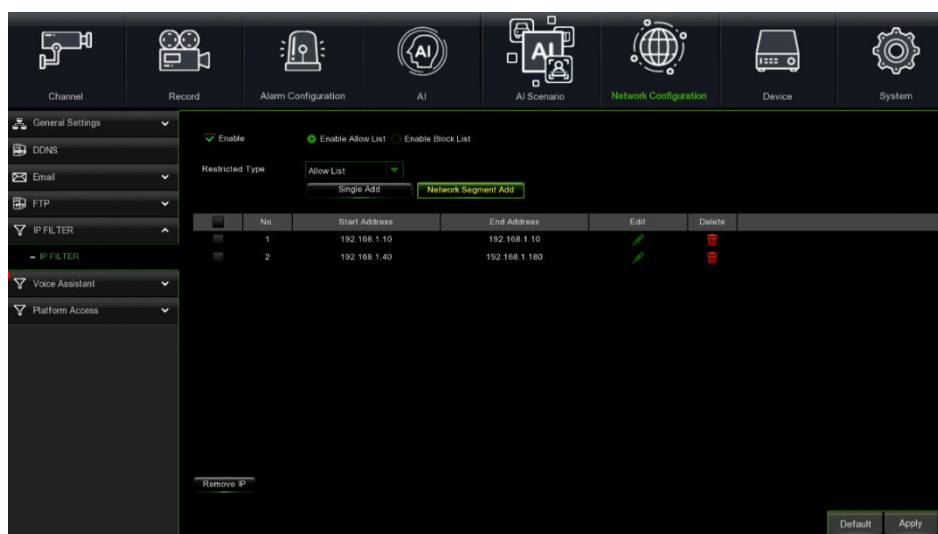 AI
AI
Channel Record Alarm Configuration AI AI Scenario Network Configuration Device System
General Settings
DDNS
Email
FTP
IP FILTER
IP FILTER
Voice Assistant
Platform Access
Enable Enable Allow List Enable Block List
Restricted Type Allow List
Single Add Network Segment Add
No. Start Address End Address Edit Delete
1 192.168.1.10 192.168.1.10
2 192.168.1.40 192.168.1.180
Remove IP
Default Apply